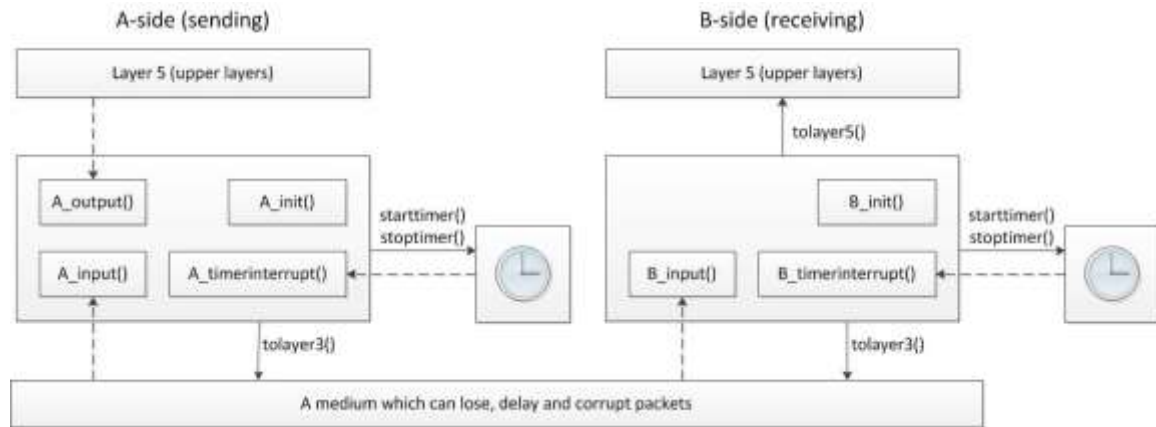 A-side (sending)
B-side (receiving)
Layer 5 (upper layers)
Layer 5 (upper layers)
tolayer5()
A_output()
A_init()
B_init()
starttimer()
stoptimer()
starttimer()
stoptimer()
A_input()
A_timerinterrupt()
B_input()
B_timerinterrupt()
tolayer3()
tolayer3()
A medium which can lose, delay and corrupt packets